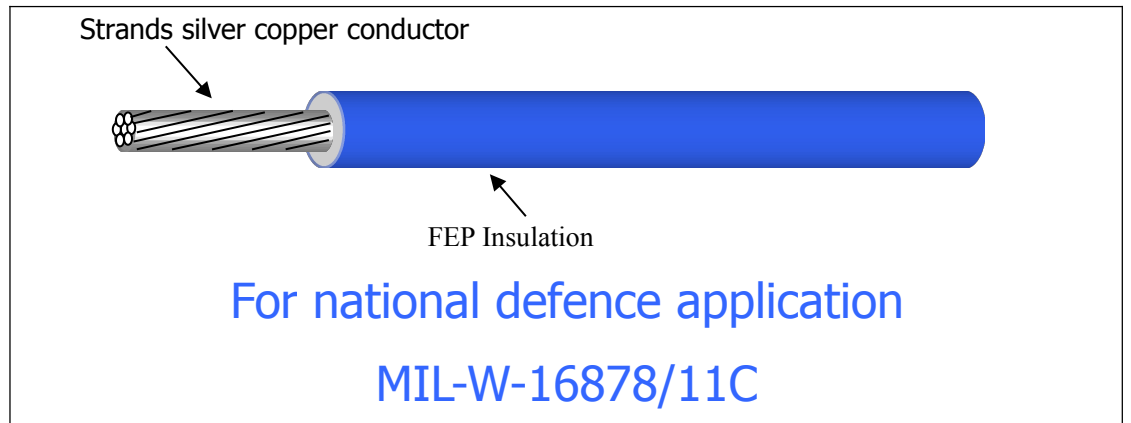 Strands silver copper conductor
FEP Insulation
For national defence application
MIL-W-16878/11C